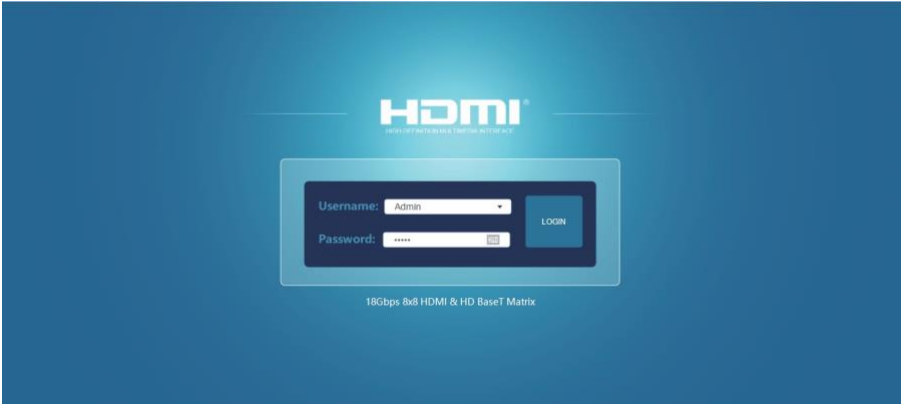 HDMI®
HIGH DEFINITION MULTIMEDIA INTERFACE
Username: Admin
LOGIN
Password: •••••
18Gbps 8x8 HDMI & HD BaseT Matrix